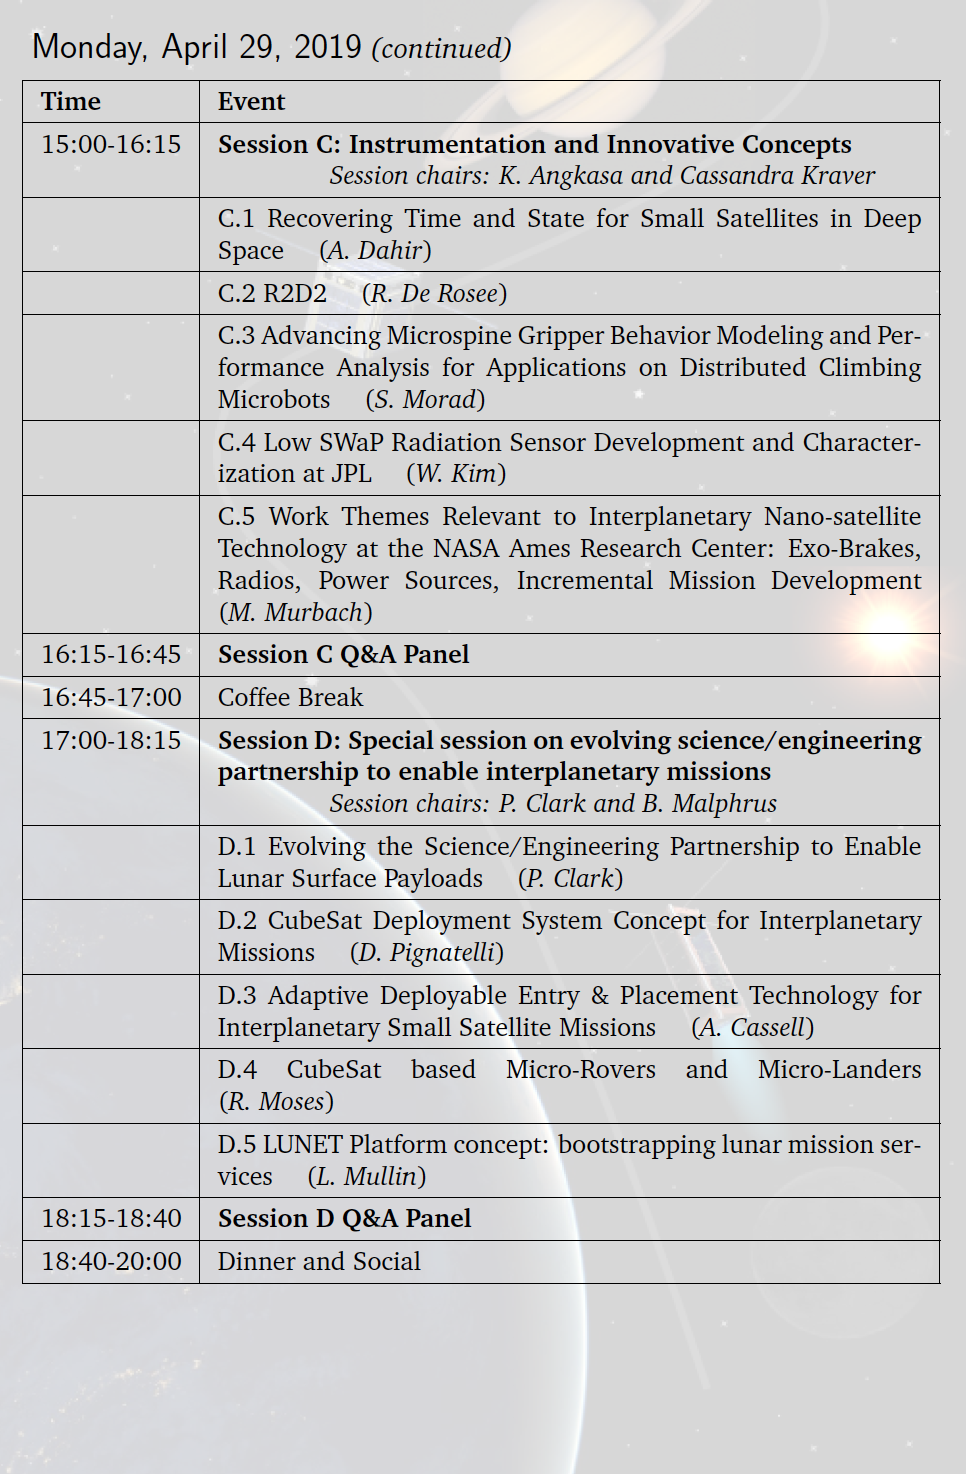 Monday, April 29, 2019 (continued)
Time Event
15:00-16:15 Session C: Instrumentation and Innovative Concepts
Session chairs: K. Angkasa and Cassandra Kraver
C.1 Recovering Time and State for Small Satellites in Deep
Space (A. Dahir)
C.2 R2D2 (R. De Rosee)
C.3 Advancing Microspine Gripper Behavior Modeling and Per-
formance Analysis for Applications on Distributed Climbing
Microbots (S. Morad)
C.4 Low SWaP Radiation Sensor Development and Character-
ization at JPL (W. Kim)
C.5 Work Themes Relevant to Interplanetary Nano-satellite
Technology at the NASA Ames Research Center: Exo-Brakes,
Radios, Power Sources, Incremental Mission Development
(M. Murbach)
16:15-16:45 Session C Q&A Panel
16:45-17:00 Coffee Break
17:00-18:15 Session D: Special session on evolving science/engineering
partnership to enable interplanetary missions
Session chairs: P. Clark and B. Malphrus
D.1 Evolving the Science/Engineering Partnership to Enable
Lunar Surface Payloads (P. Clark)
D.2 CubeSat Deployment System Concept for Interplanetary
Missions (D. Pignatelli)
D.3 Adaptive Deployable Entry & Placement Technology for
Interplanetary Small Satellite Missions (A. Cassell)
D.4 CubeSat based Micro-Rovers and Micro-Landers
(R. Moses)
D.5 LUNET Platform concept: bootstrapping lunar mission ser-
vices (L. Mullin)
18:15-18:40 Session D Q&A Panel
18:40-20:00 Dinner and Social